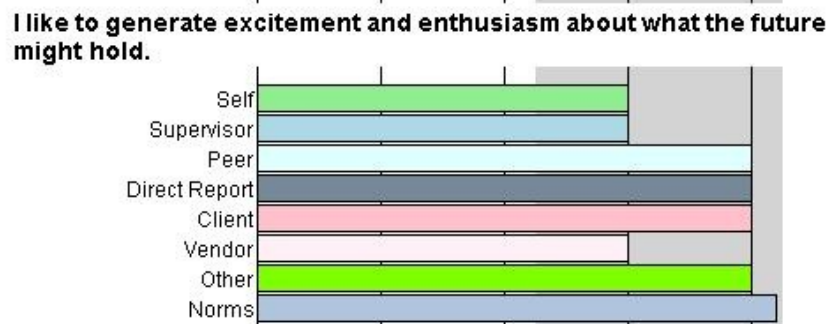 I like to generate excitement and enthusiasm about what the future
might hold.
Self
Supervisor
Peer
Direct Report
Client
Vendor
Other
Norms